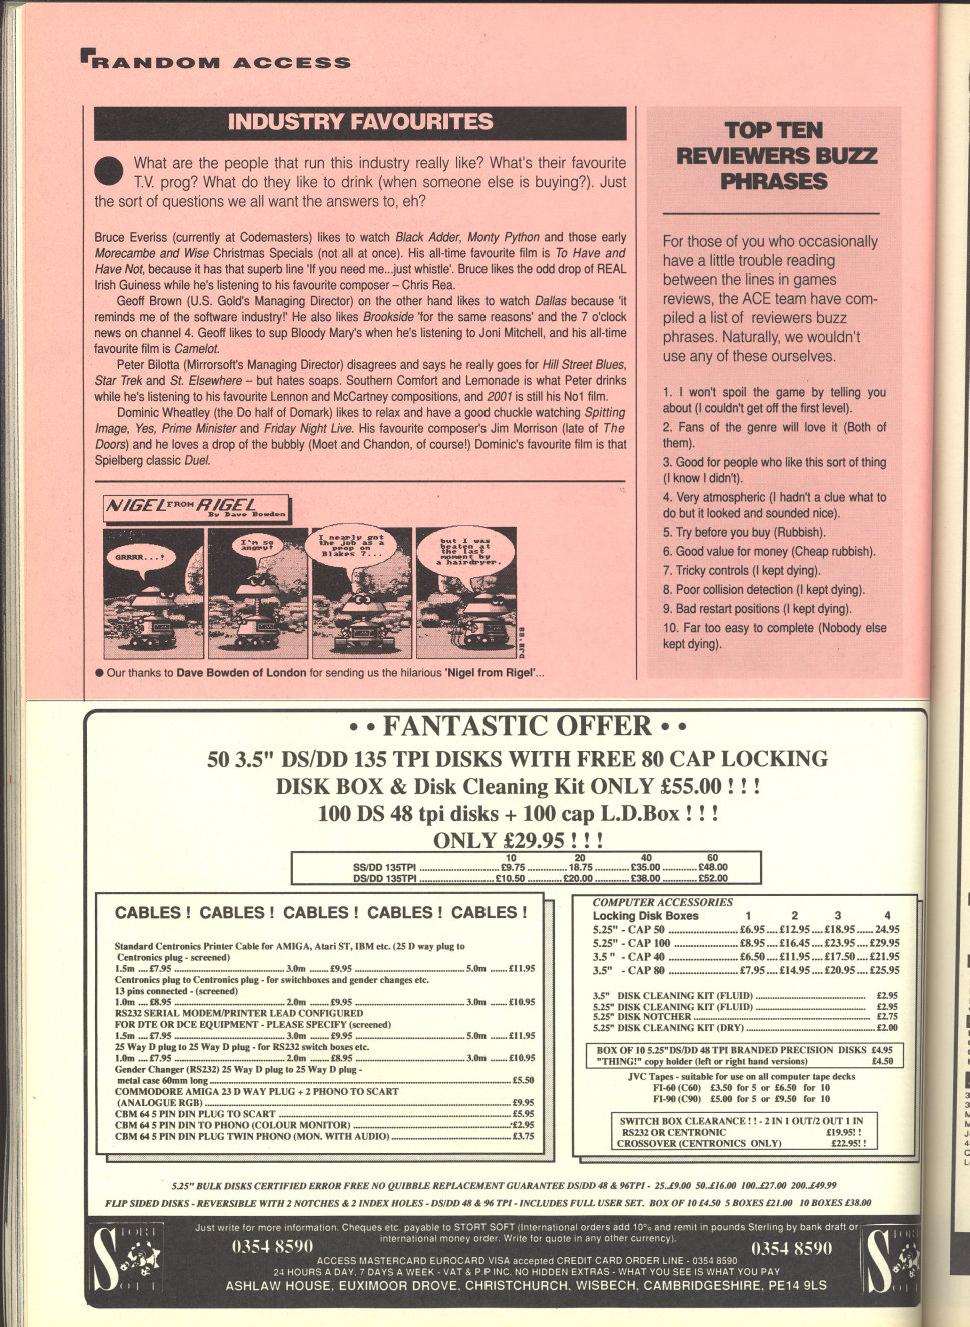 RANDOM ACCESS
INDUSTRY FAVOURITES
What are the people that run this industry really like? What's their favourite
T.V. prog? What do they like to drink (when someone else is buying?). Just
the sort of questions we all want the answers to, eh?
Bruce Everiss (currently at Codemasters) likes to watch Black Adder, Monty Python and those early
Morecambe and Wise Christmas Specials (not all at once). His all-time favourite film is To Have and
Have Not, because it has that superb line 'If you need me...just whistle'. Bruce likes the odd drop of REAL
Irish Guiness while he's listening to his favourite composer – Chris Rea.
Geoff Brown (U.S. Gold's Managing Director) on the other hand likes to watch Dallas because 'it
reminds me of the software industry!' He also likes Brookside 'for the same reasons' and the 7 o'clock
news on channel 4. Geoff likes to sup Bloody Mary's when he's listening to Joni Mitchell, and his all-time
favourite film is Camelot.
Peter Bilotta (Mirrorsoft's Managing Director) disagrees and says he really goes for Hill Street Blues,
Star Trek and St. Elsewhere – but hates soaps. Southern Comfort and Lemonade is what Peter drinks
while he's listening to his favourite Lennon and McCartney compositions, and 2001 is still his No1 film.
Dominic Wheatley (the Do half of Domark) likes to relax and have a good chuckle watching Spitting
Image, Yes, Prime Minister and Friday Night Live. His favourite composer's Jim Morrison (late of The
Doors) and he loves a drop of the bubbly (Moet and Chandon, of course!) Dominic's favourite film is that
Spielberg classic Duel.
NIGEL FROM RIGEL
By Dave Bowden
GRRRR...!
I'm so
angry!
I nearly got
the job as a
prop on
Blakes 7...
but I was
beaten at
the last
moment by
a hairdryer.
DJB'88
● Our thanks to Dave Bowden of London for sending us the hilarious 'Nigel from Rigel'...
TOP TEN
REVIEWERS BUZZ
PHRASES
For those of you who occasionally
have a little trouble reading
between the lines in games
reviews, the ACE team have com-
piled a list of reviewers buzz
phrases. Naturally, we wouldn't
use any of these ourselves.
1. I won't spoil the game by telling you
about (I couldn't get off the first level).
2. Fans of the genre will love it (Both of
them).
3. Good for people who like this sort of thing
(I know I didn't).
4. Very atmospheric (I hadn't a clue what to
do but it looked and sounded nice).
5. Try before you buy (Rubbish).
6. Good value for money (Cheap rubbish).
7. Tricky controls (I kept dying).
8. Poor collision detection (I kept dying).
9. Bad restart positions (I kept dying).
10. Far too easy to complete (Nobody else
kept dying).
• • FANTASTIC OFFER • •
50 3.5" DS/DD 135 TPI DISKS WITH FREE 80 CAP LOCKING
DISK BOX & Disk Cleaning Kit ONLY £55.00 ! ! !
100 DS 48 tpi disks + 100 cap L.D.Box ! ! !
ONLY £29.95 ! ! !
10 20 40 60
SS/DD 135TPI ........ £9.75 ........ 18.75 ........ £35.00 ........ £48.00
DS/DD 135TPI ........ £10.50 ........ £20.00 ........ £38.00 ........ £52.00
CABLES ! CABLES ! CABLES ! CABLES ! CABLES !
Standard Centronics Printer Cable for AMIGA, Atari ST, IBM etc. (25 D way plug to
Centronics plug - screened)
1.5m .... £7.95 ........ 3.0m ........ £9.95 ........ 5.0m ...... £11.95
Centronics plug to Centronics plug - for switchboxes and gender changes etc.
13 pins connected - (screened)
1.0m .... £8.95 ........ 2.0m ........ £9.95 ........ 3.0m ...... £10.95
RS232 SERIAL MODEM/PRINTER LEAD CONFIGURED
FOR DTE OR DCE EQUIPMENT - PLEASE SPECIFY (screened)
1.5m .... £7.95 ........ 3.0m ........ £9.95 ........ 5.0m ...... £11.95
25 Way D plug to 25 Way D plug - for RS232 switch boxes etc.
1.0m .... £7.95 ........ 2.0m ........ £8.95 ........ 3.0m ...... £10.95
Gender Changer (RS232) 25 Way D plug to 25 Way D plug -
metal case 60mm long ........ £5.50
COMMODORE AMIGA 23 D WAY PLUG + 2 PHONO TO SCART
(ANALOGUE RGB) ........ £9.95
CBM 64 5 PIN DIN PLUG TO SCART ........ £5.95
CBM 64 5 PIN DIN TO PHONO (COLOUR MONITOR) ........ £2.95
CBM 64 5 PIN DIN PLUG TWIN PHONO (MON. WITH AUDIO) ........ £3.75
COMPUTER ACCESSORIES
Locking Disk Boxes 1 2 3 4
5.25" - CAP 50 ........ £6.95 .... £12.95 .... £18.95 ..... 24.95
5.25" - CAP 100 ........ £8.95 .... £16.45 .... £23.95 .... £29.95
3.5 " - CAP 40 ........ £6.50 .... £11.95 .... £17.50 .... £21.95
3.5" - CAP 80 ........ £7.95 .... £14.95 .... £20.95 .... £25.95
3.5" DISK CLEANING KIT (FLUID) ........ £2.95
5.25" DISK CLEANING KIT (FLUID) ........ £2.95
5.25" DISK NOTCHER ........ £2.75
5.25" DISK CLEANING KIT (DRY) ........ £2.00
BOX OF 10 5.25"DS/DD 48 TPI BRANDED PRECISION DISKS £4.95
"THING!" copy holder (left or right hand versions) £4.50
JVC Tapes - suitable for use on all computer tape decks
FI-60 (C60) £3.50 for 5 or £6.50 for 10
FI-90 (C90) £5.00 for 5 or £9.50 for 10
SWITCH BOX CLEARANCE ! ! - 2 IN 1 OUT/2 OUT 1 IN
RS232 OR CENTRONIC £19.95! !
CROSSOVER (CENTRONICS ONLY) £22.95! !
5.25" BULK DISKS CERTIFIED ERROR FREE NO QUIBBLE REPLACEMENT GUARANTEE DS/DD 48 & 96TPI - 25..£9.00 50..£16.00 100..£27.00 200..£49.99
FLIP SIDED DISKS - REVERSIBLE WITH 2 NOTCHES & 2 INDEX HOLES - DS/DD 48 & 96 TPI - INCLUDES FULL USER SET. BOX OF 10 £4.50 5 BOXES £21.00 10 BOXES £38.00
STORT SOFT
Just write for more information. Cheques etc. payable to STORT SOFT (International orders add 10% and remit in pounds Sterling by bank draft or
international money order. Write for quote in any other currency).
0354 8590
0354 8590
ACCESS MASTERCARD EUROCARD VISA accepted CREDIT CARD ORDER LINE - 0354 8590
24 HOURS A DAY, 7 DAYS A WEEK - VAT & P/P INC. NO HIDDEN EXTRAS - WHAT YOU SEE IS WHAT YOU PAY
ASHLAW HOUSE, EUXIMOOR DROVE, CHRISTCHURCH, WISBECH, CAMBRIDGESHIRE, PE14 9LS